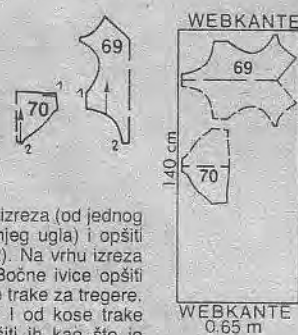 WEBKANTE
69
1
70
2
1
2
69
70
140 cm
WEBKANTE
0.65 m
izreza (od jednog
njeg ugla) i opšiti
). Na vrhu izreza
Bočne ivice opšiti
trake za tregere.
I od kose trake
šiti ih kao što je